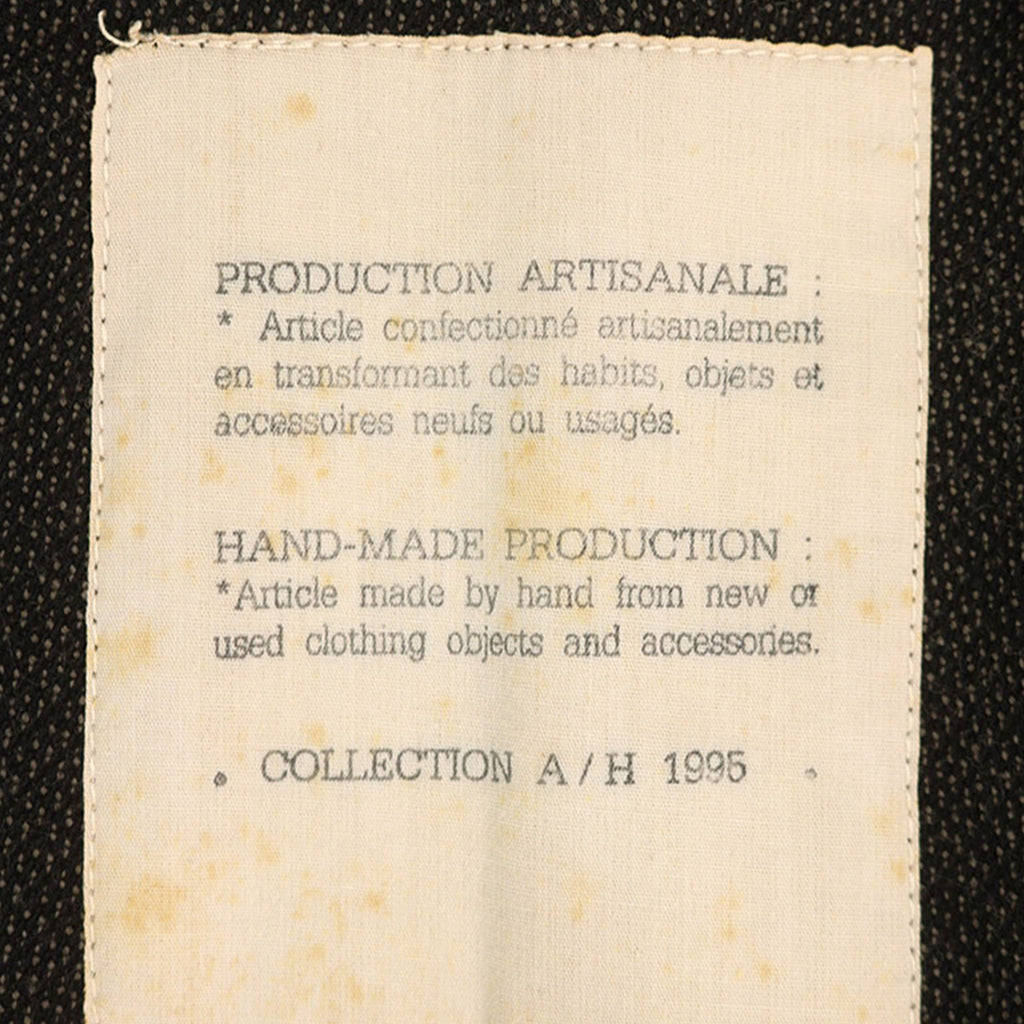 PRODUCTION ARTISANALE :
* Article confectionné artisanalement
en transformant des habits, objets et
accessoires neufs ou usagés.
HAND-MADE PRODUCTION :
*Article made by hand from new or
used clothing objects and accessories.
. COLLECTION A / H 1995 .